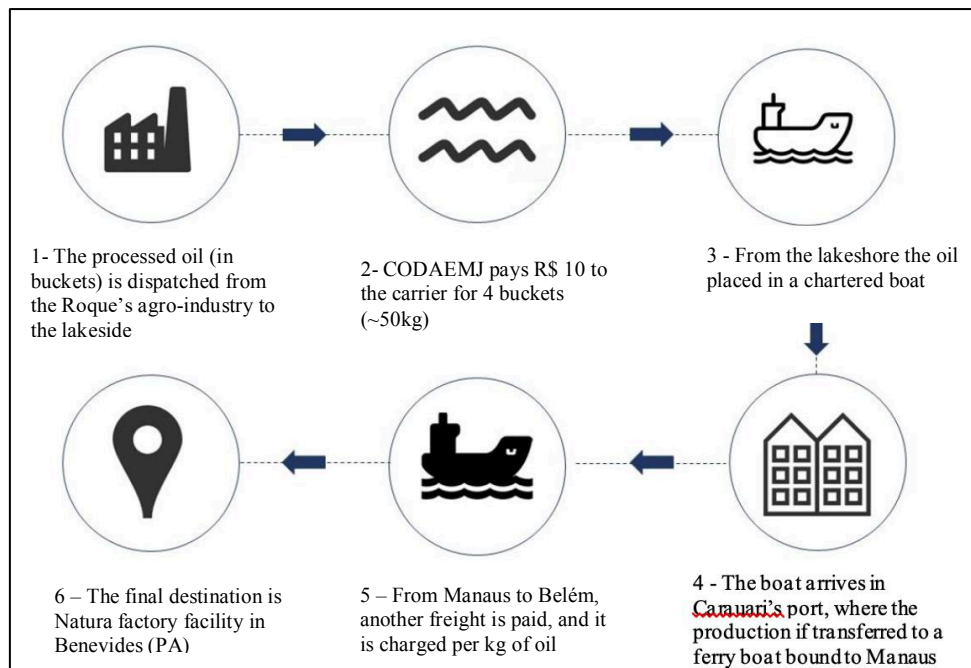 1- The processed oil (in
buckets) is dispatched from
the Roque's agro-industry to
the lakeside
2- CODAEMJ pays R$ 10 to
the carrier for 4 buckets
(~50kg)
3 - From the lakeshore the oil
placed in a chartered boat
4 - The boat arrives in
Carauari's port, where the
production if transferred to a
ferry boat bound to Manaus
5 – From Manaus to Belém,
another freight is paid, and it
is charged per kg of oil
6 – The final destination is
Natura factory facility in
Benevides (PA)